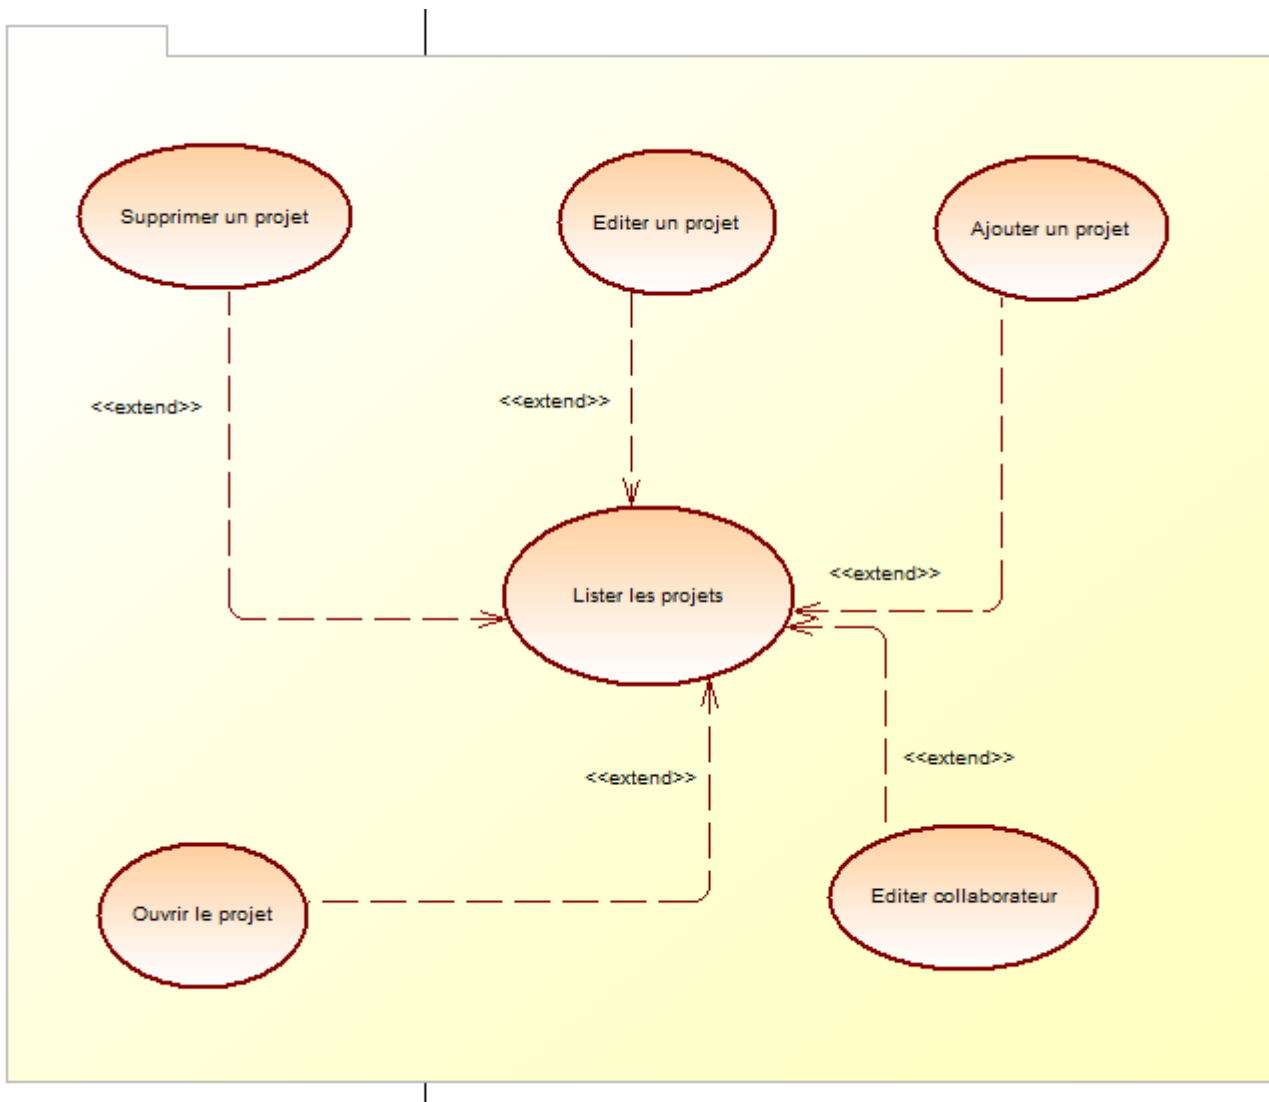 Supprimer un projet
Editer un projet
Ajouter un projet
<<extend>>
<<extend>>
<<extend>>
Lister les projets
<<extend>>
<<extend>>
Ouvrir le projet
Editer collaborateur